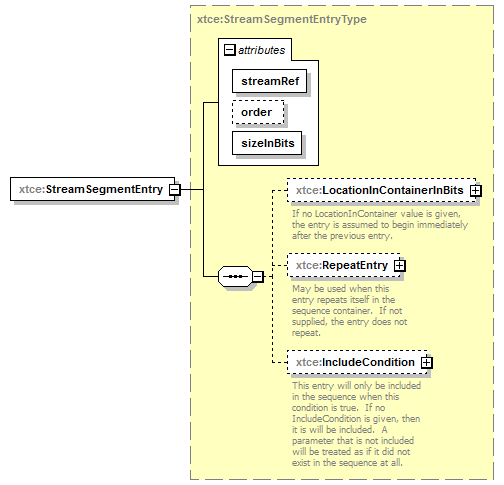 xtce:StreamSegmentEntryType
attributes
streamRef
order
sizeInBits
xtce:StreamSegmentEntry
xtce:LocationInContainerInBits
If no LocationInContainer value is given,
the entry is assumed to begin immediately
after the previous entry.
xtce:RepeatEntry
May be used when this
entry repeats itself in the
sequence container.  If not
supplied, the entry does not
repeat.
xtce:IncludeCondition
This entry will only be included
in the sequence when this
condition is true.  If no
IncludeCondition is given, then
it is will be included.  A
parameter that is not included
will be treated as if it did not
exist in the sequence at all.